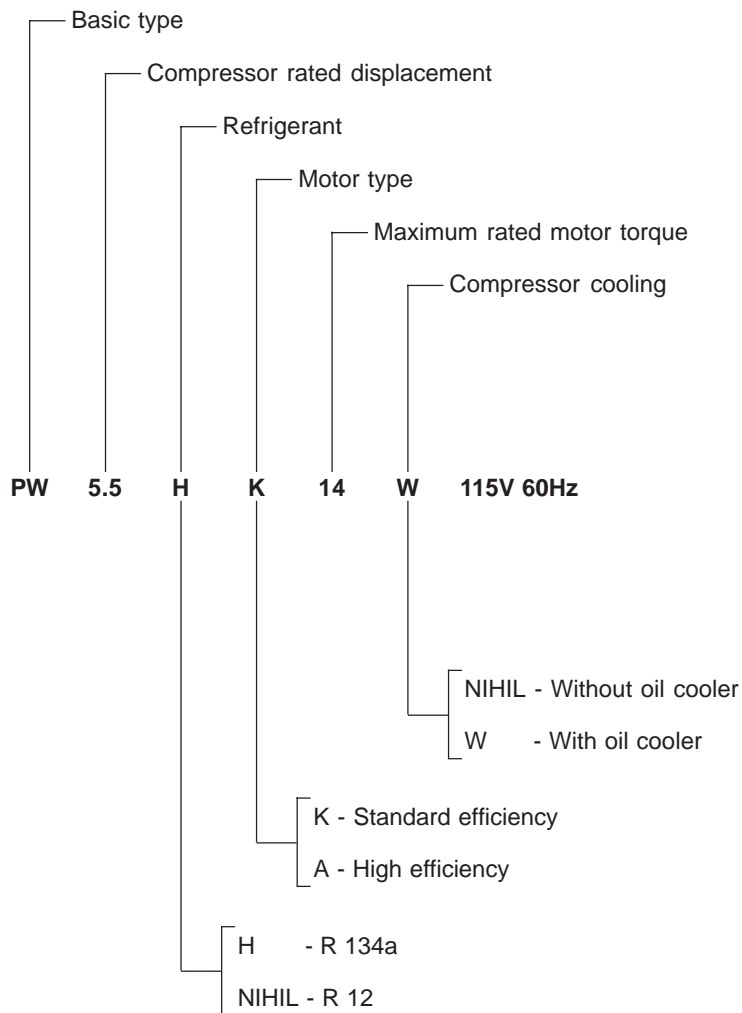 Basic type
Compressor rated displacement
Refrigerant
Motor type
Maximum rated motor torque
Compressor cooling
PW 5.5 H K 14 W 115V 60Hz
NIHIL - Without oil cooler
W - With oil cooler
K - Standard efficiency
A - High efficiency
H - R 134a
NIHIL - R 12